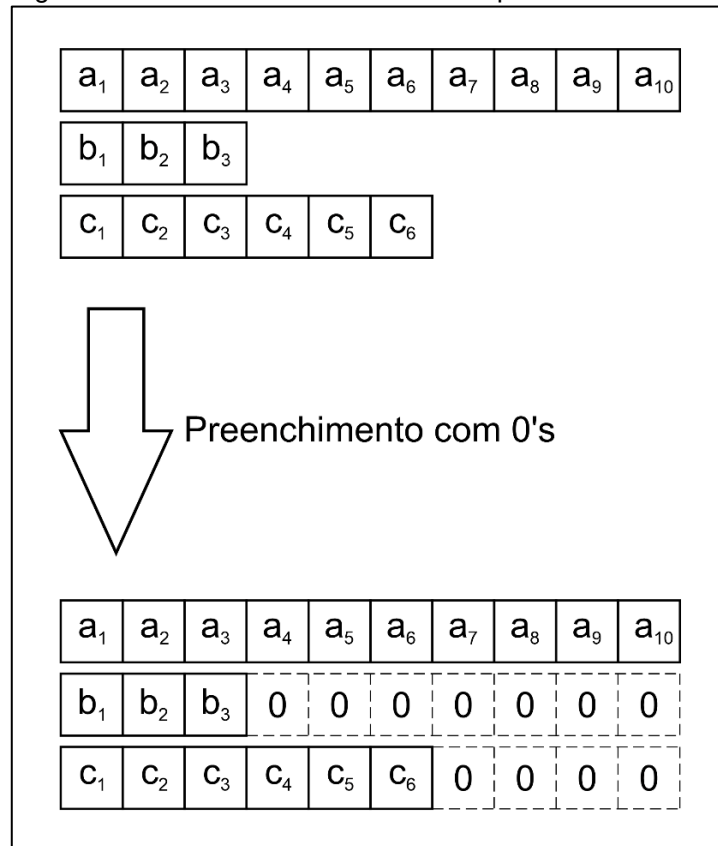 a₁ a₂ a₃ a₄ a₅ a₆ a₇ a₈ a₉ a₁₀
b₁ b₂ b₃
c₁ c₂ c₃ c₄ c₅ c₆
Preenchimento com 0's
a₁ a₂ a₃ a₄ a₅ a₆ a₇ a₈ a₉ a₁₀
b₁ b₂ b₃ 0 0 0 0 0 0 0
c₁ c₂ c₃ c₄ c₅ c₆ 0 0 0 0